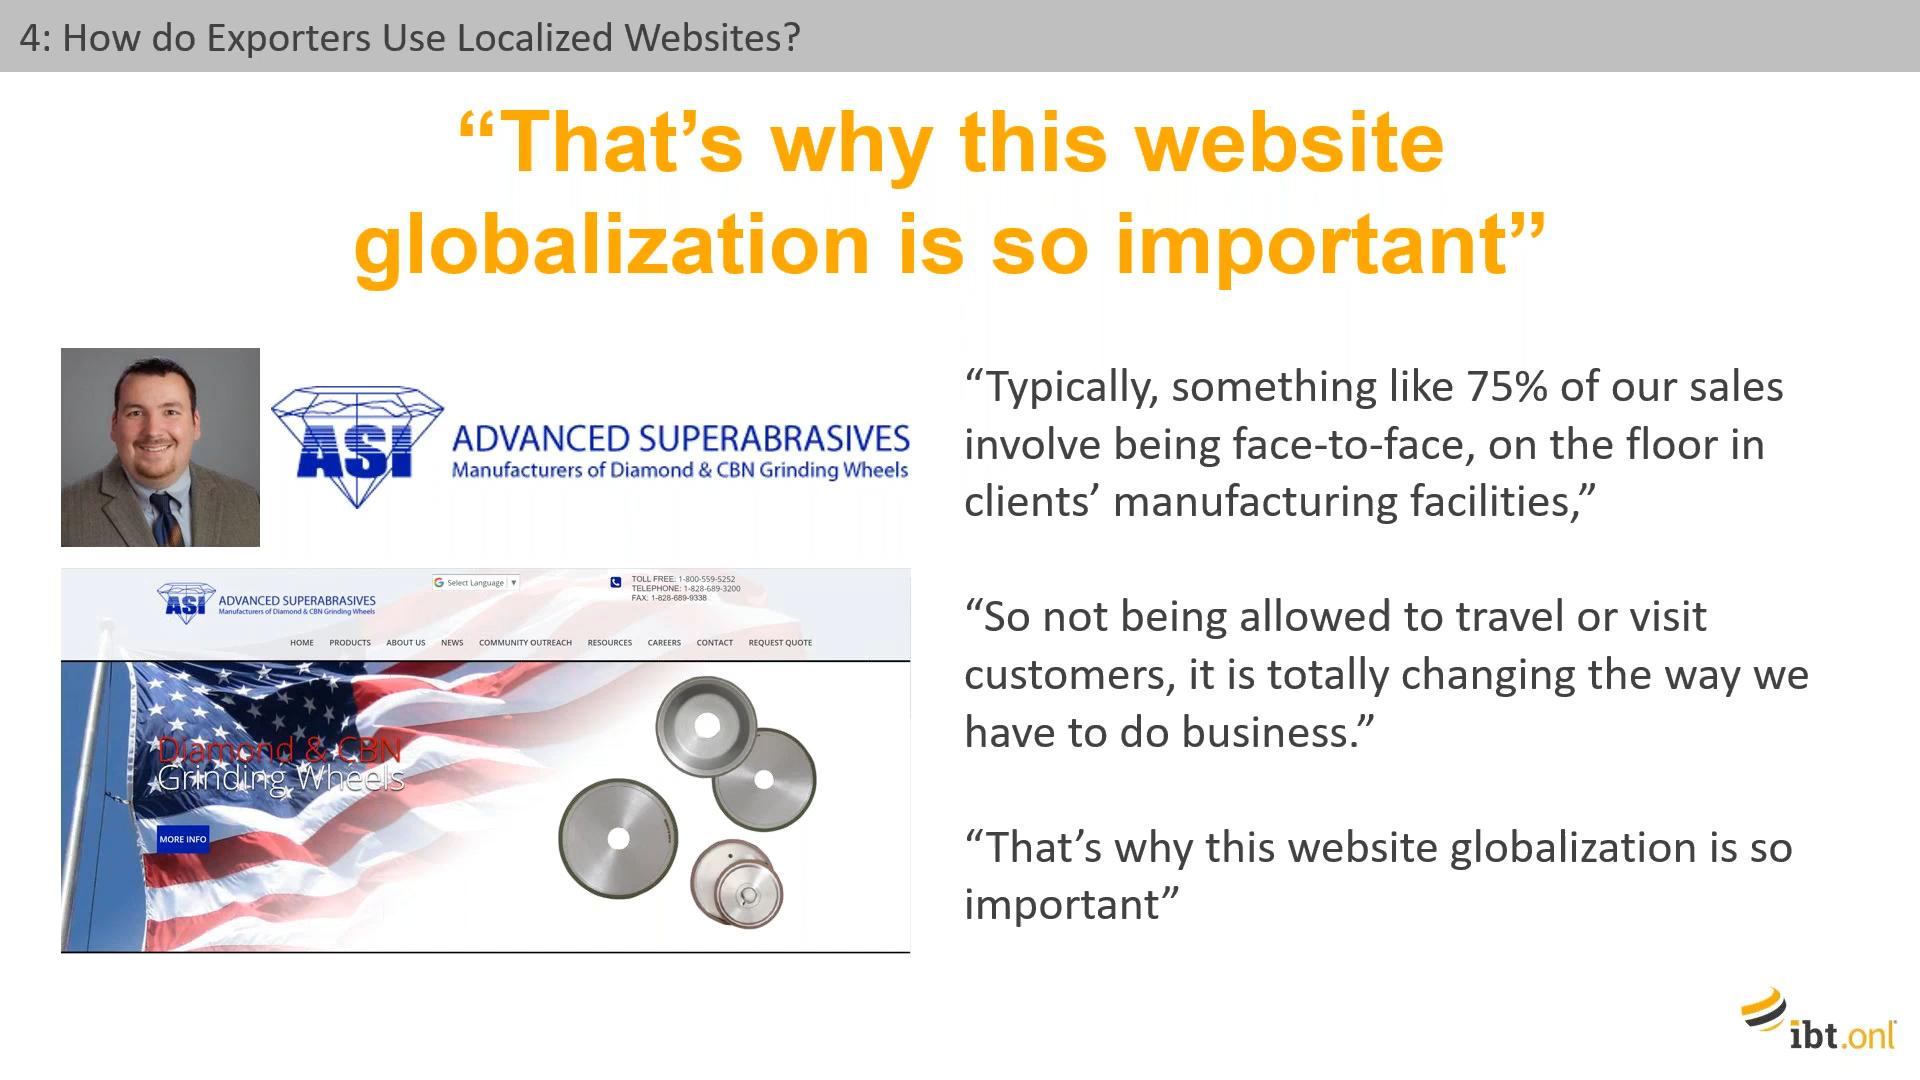 4: How do Exporters Use Localized Websites?
“That’s why this website
globalization is so important”
ASI
ADVANCED SUPERABRASIVES
Manufacturers of Diamond & CBN Grinding Wheels
“Typically, something like 75% of our sales
involve being face-to-face, on the floor in
clients’ manufacturing facilities,”
“So not being allowed to travel or visit
customers, it is totally changing the way we
have to do business.”
“That’s why this website globalization is so
important”
ASI
ADVANCED SUPERABRASIVES
Manufacturers of Diamond & CBN Grinding Wheels
G Select Language ▼
TOLL FREE: 1-800-559-5252
TELEPHONE: 1-828-689-3200
FAX: 1-828-689-9338
HOME PRODUCTS ABOUT US NEWS COMMUNITY OUTREACH RESOURCES CAREERS CONTACT REQUEST QUOTE
Diamond & CBN
Grinding Wheels
MORE INFO
ibt.onl